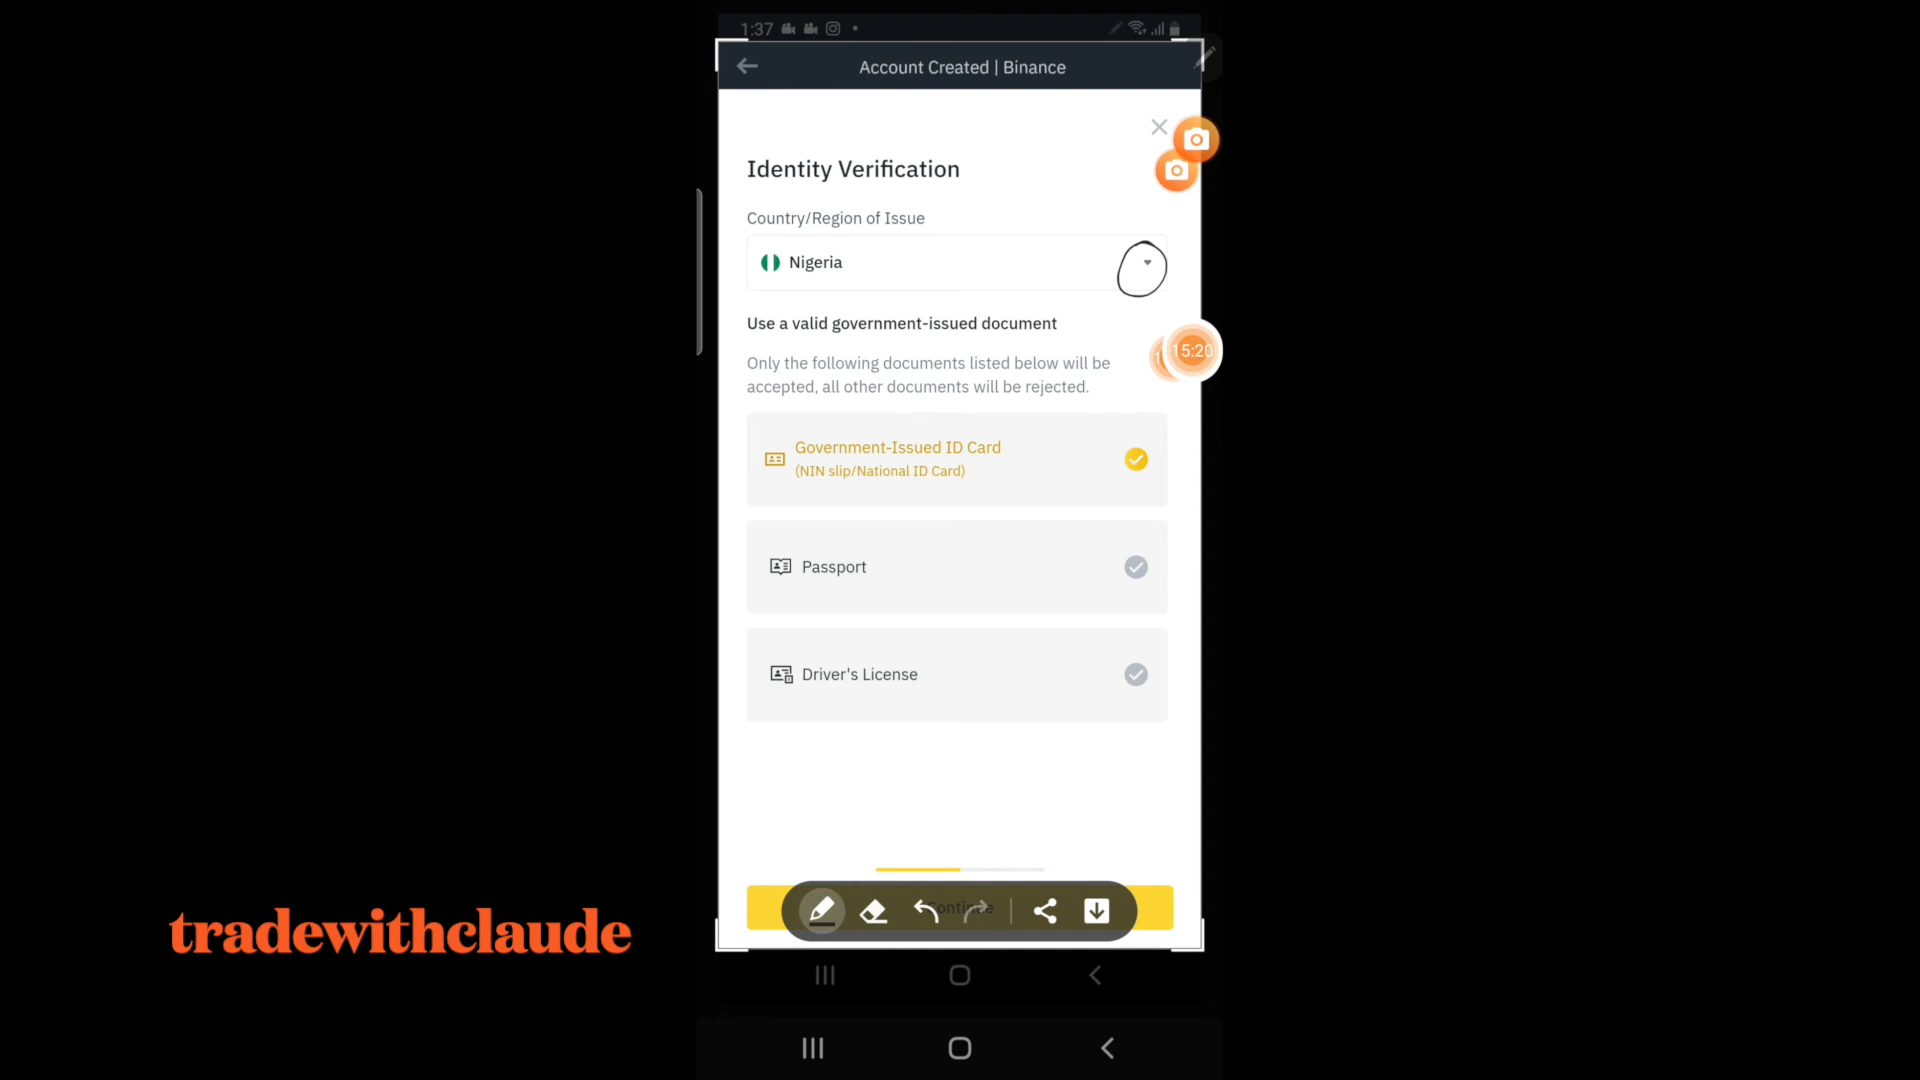 1:37
Account Created | Binance
Identity Verification
Country/Region of Issue
Nigeria
Use a valid government-issued document
15:20
Only the following documents listed below will be
accepted, all other documents will be rejected.
Government-Issued ID Card
(NIN slip/National ID Card)
Passport
Driver's License
Continue
tradewithclaude